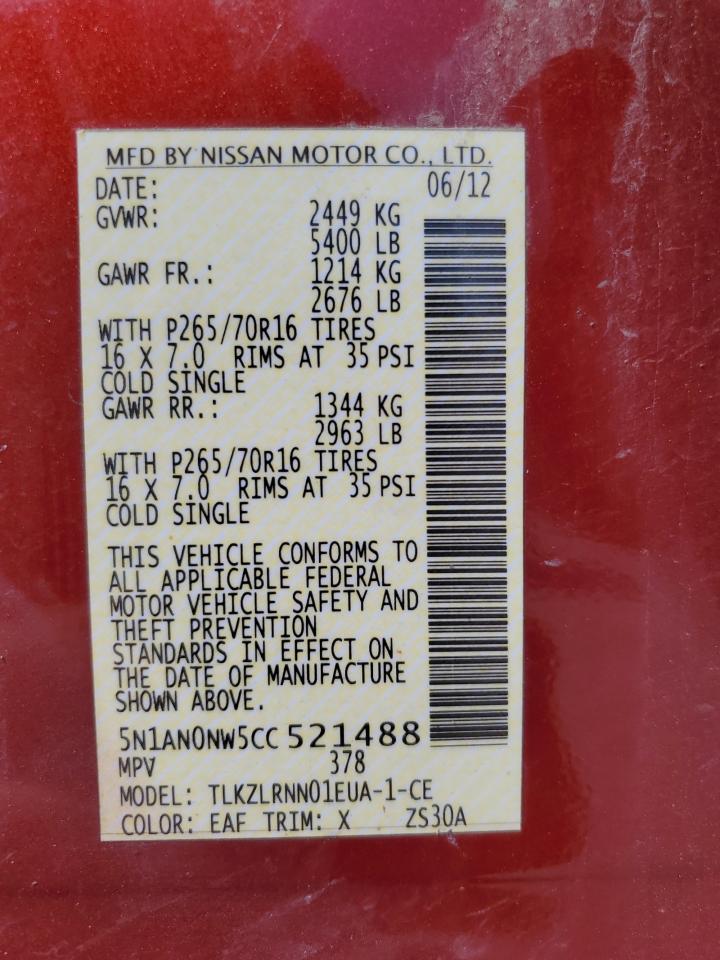 MFD BY NISSAN MOTOR CO., LTD.
DATE: 06/12
GVWR: 2449 KG
5400 LB
GAWR FR.: 1214 KG
2676 LB
WITH P265/70R16 TIRES
16 X 7.0 RIMS AT 35 PSI
COLD SINGLE
GAWR RR.: 1344 KG
2963 LB
WITH P265/70R16 TIRES
16 X 7.0 RIMS AT 35 PSI
COLD SINGLE
THIS VEHICLE CONFORMS TO
ALL APPLICABLE FEDERAL
MOTOR VEHICLE SAFETY AND
THEFT PREVENTION
STANDARDS IN EFFECT ON
THE DATE OF MANUFACTURE
SHOWN ABOVE.
5N1AN0NW5CC 521488
MPV 378
MODEL: TLKZLRNN01EUA-1-CE
COLOR: EAF TRIM: X ZS30A